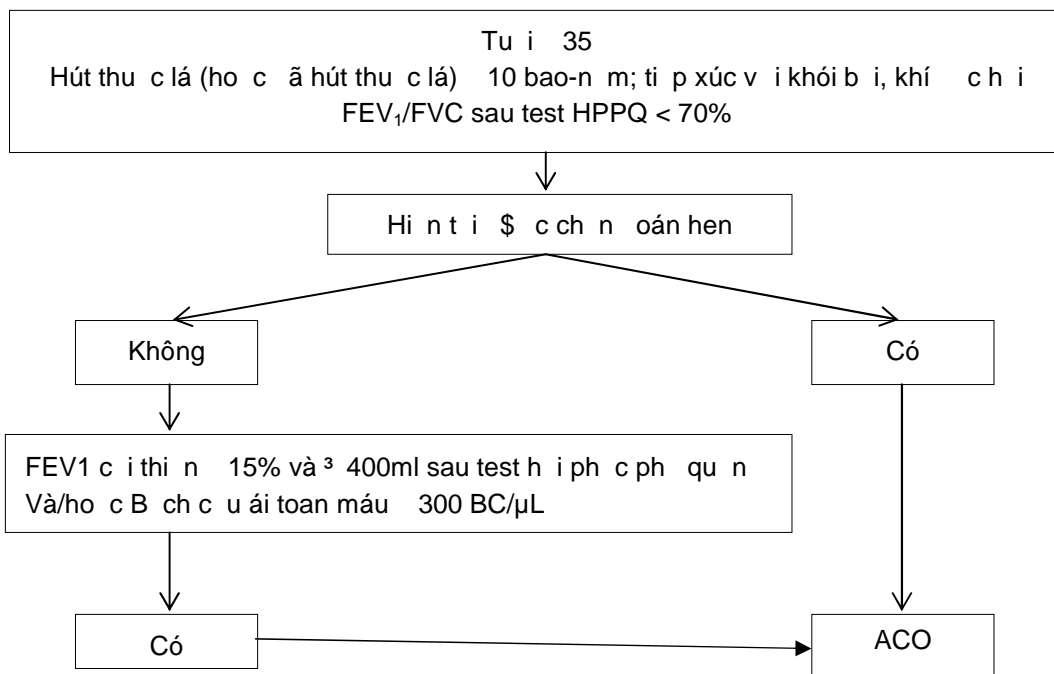 Tu i 35
Hút thu c lá (ho c ã hút thu c lá) 10 bao-n m; ti p xúc v i khói b i, khí c h i
FEV₁/FVC sau test HPPQ < 70%
Hi n t i $ c ch n oán hen
Không
Có
FEV1 c i thi n 15% và ³ 400ml sau test h i ph c ph qu n
Và/ho c B ch c u ái toan máu 300 BC/µL
Có
ACO